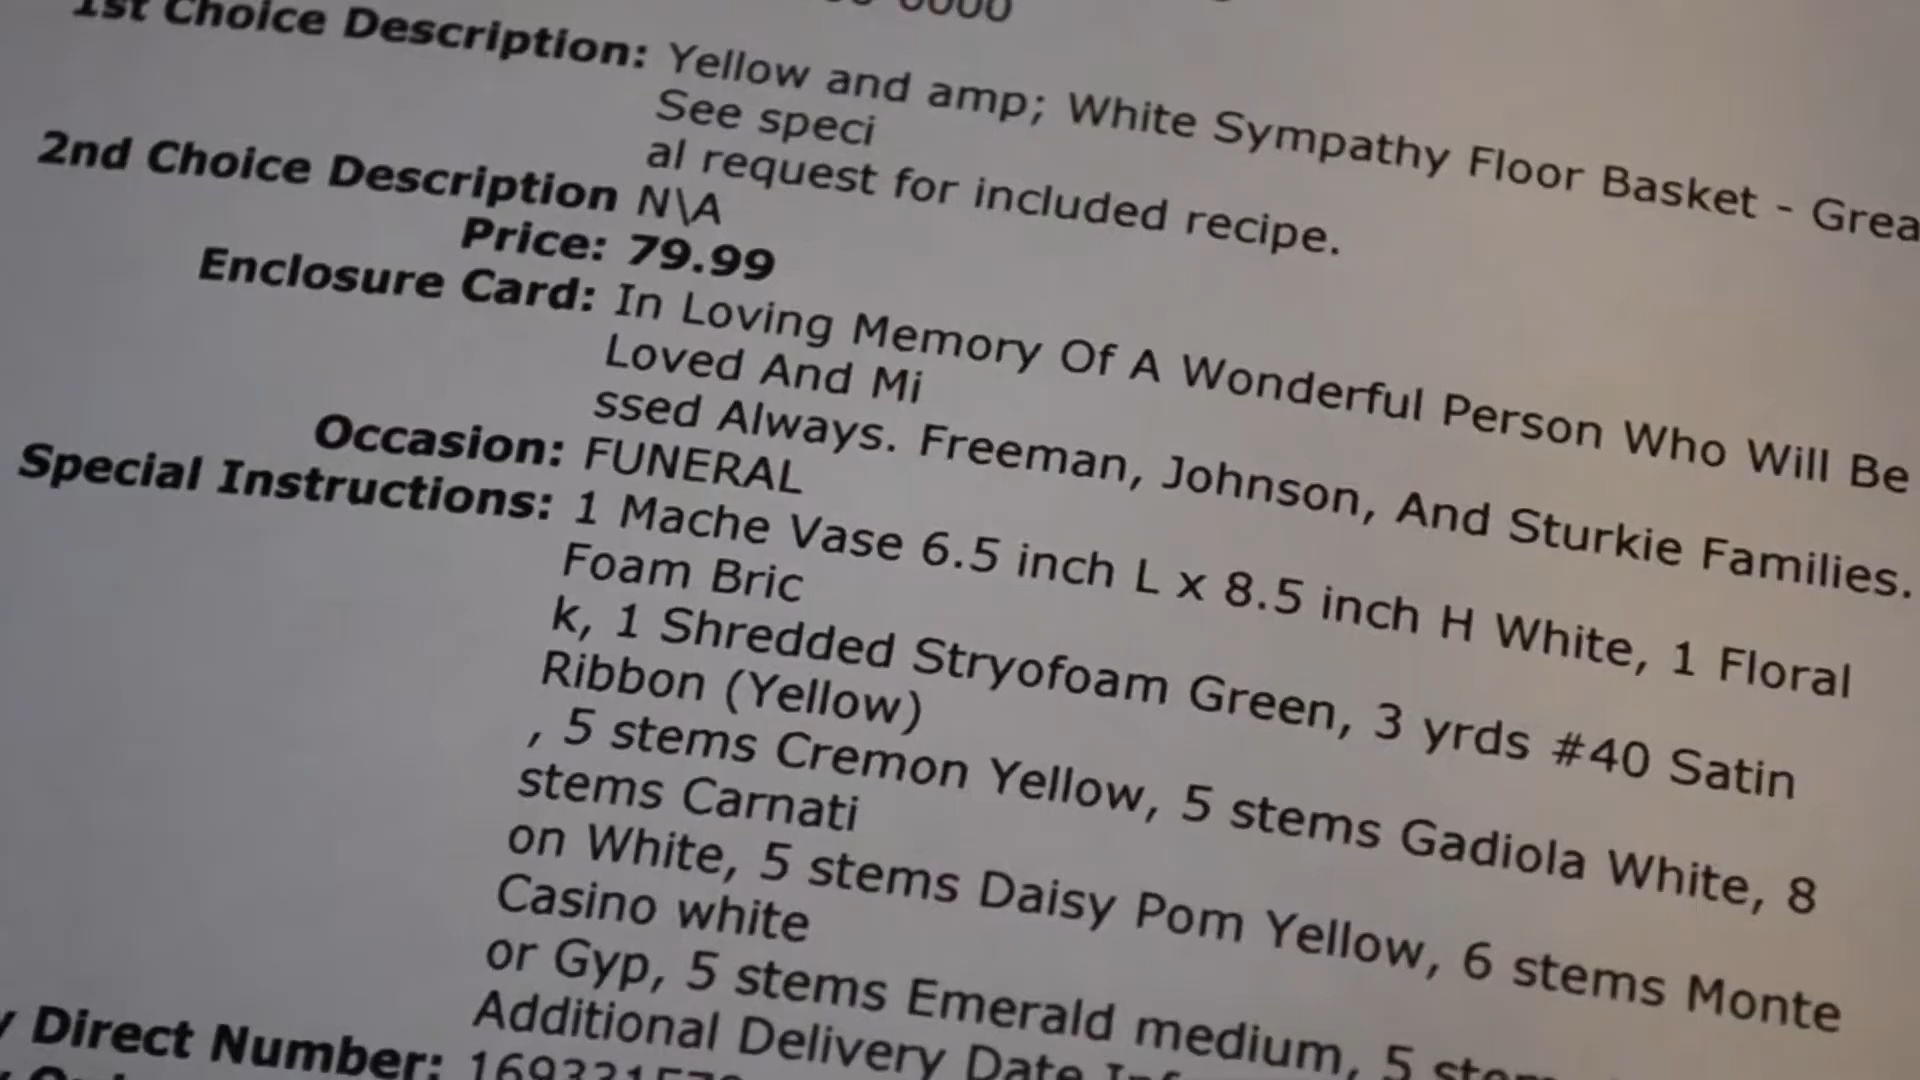 1st Choice Description: Yellow and amp; White Sympathy Floor Basket -
See speci
al request for included recipe.
2nd Choice Description N\A
Price: 79.99
Enclosure Card: In Loving Memory Of A Wonderful Person Who Will Be
Loved And Mi
ssed Always. Freeman, Johnson, And Sturkie Families.
Occasion: FUNERAL
Special Instructions: 1 Mache Vase 6.5 inch L x 8.5 inch H White, 1 Floral
Foam Bric
k, 1 Shredded Stryofoam Green, 3 yrds #40 Satin
Ribbon (Yellow)
, 5 stems Cremon Yellow, 5 stems Gadiola White, 8
stems Carnati
on White, 5 stems Daisy Pom Yellow, 6 stems Monte
Casino white
or Gyp, 5 stems Emerald medium, 5
Additional Delivery Date
Direct Number: